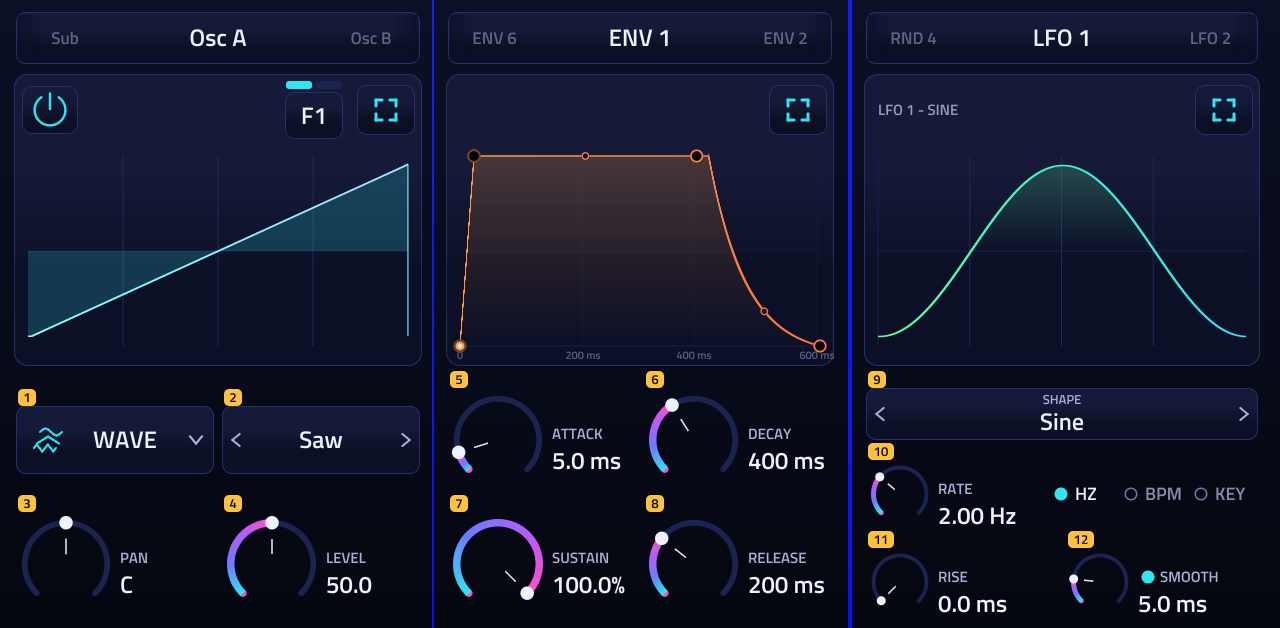 Sub Osc A Osc B
F1
1 2
WAVE Saw
3 4
PAN LEVEL
C 50.0
ENV 6 ENV 1 ENV 2
0 200 ms 400 ms 600 ms
5 6
ATTACK DECAY
5.0 ms 400 ms
7 8
SUSTAIN RELEASE
100.0% 200 ms
RND 4 LFO 1 LFO 2
LFO 1 - SINE
9
SHAPE
Sine
10
RATE HZ BPM KEY
2.00 Hz
11 12
RISE SMOOTH
0.0 ms 5.0 ms